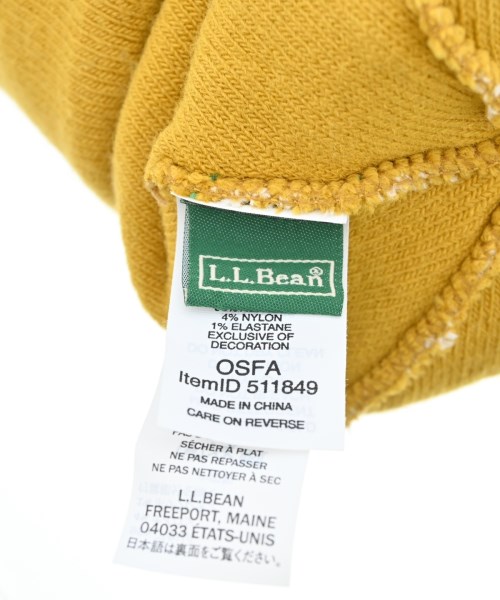 L.L.Bean®
4% NYLON
1% ELASTANE
EXCLUSIVE OF
DECORATION
OSFA
ItemID 511849
MADE IN CHINA
CARE ON REVERSE
SÉCHER À PLAT
NE PAS REPASSER
NE PAS NETTOYER À SEC
L.L.BEAN
FREEPORT, MAINE
04033 ÉTATS-UNIS
日本語は裏面をご覧ください。